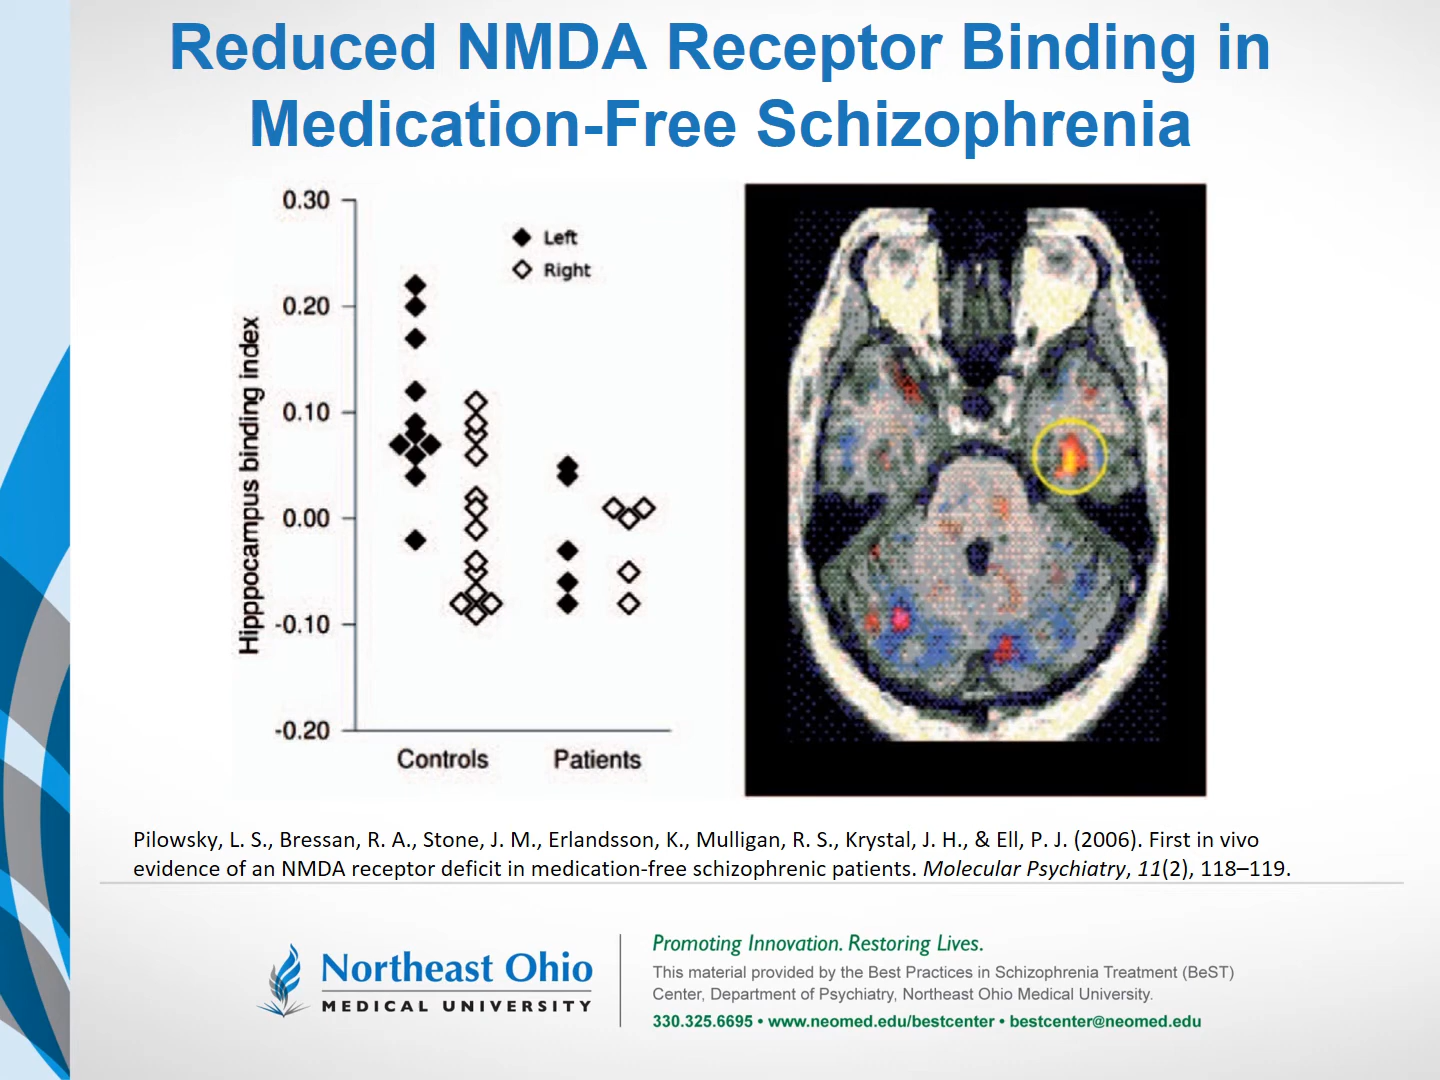 Reduced NMDA Receptor Binding in
Medication-Free Schizophrenia
0.30
0.20
0.10
0.00
-0.10
-0.20
Hipppocampus binding index
Left
Right
Controls
Patients
Pilowsky, L. S., Bressan, R. A., Stone, J. M., Erlandsson, K., Mulligan, R. S., Krystal, J. H., & Ell, P. J. (2006). First in vivo
evidence of an NMDA receptor deficit in medication-free schizophrenic patients. Molecular Psychiatry, 11(2), 118–119.
Northeast Ohio
MEDICAL UNIVERSITY
Promoting Innovation. Restoring Lives.
This material provided by the Best Practices in Schizophrenia Treatment (BeST)
Center, Department of Psychiatry, Northeast Ohio Medical University.
330.325.6695 • www.neomed.edu/bestcenter • bestcenter@neomed.edu